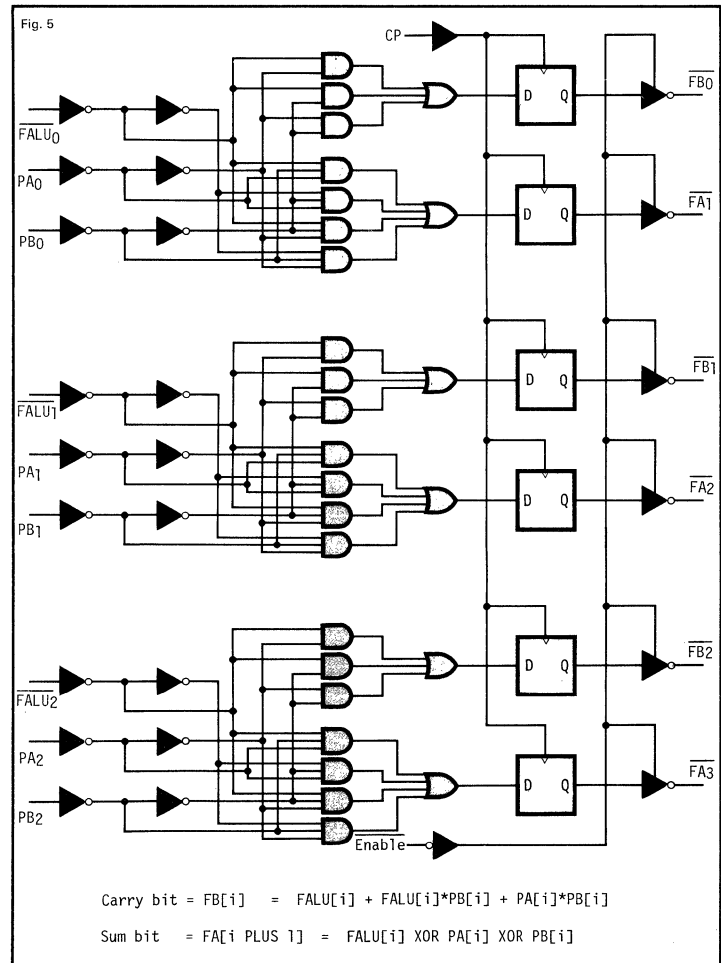 Fig. 5
CP
D Q
FB0
FALU0
PA0
D Q
FA1
PB0
D Q
FB1
FALU1
PA1
D Q
FA2
PB1
D Q
FB2
FALU2
PA2
D Q
FA3
PB2
Enable
Carry bit = FB[i] = FALU[i] + FALU[i]*PB[i] + PA[i]*PB[i]
Sum bit = FA[i PLUS 1] = FALU[i] XOR PA[i] XOR PB[i]